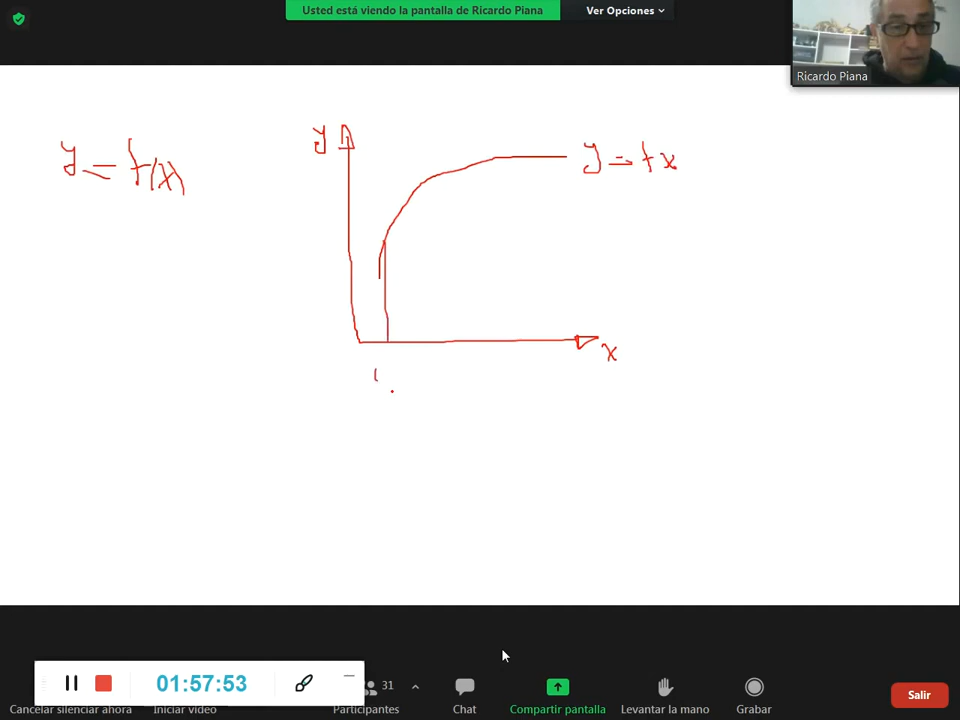 Usted está viendo la pantalla de Ricardo Piana
Ver Opciones
Ricardo Piana
y = f(x)
y
y = f x
x
01:57:53
31
Cancelar silenciar ahora
Iniciar video
Participantes
Chat
Compartir pantalla
Levantar la mano
Grabar
Salir